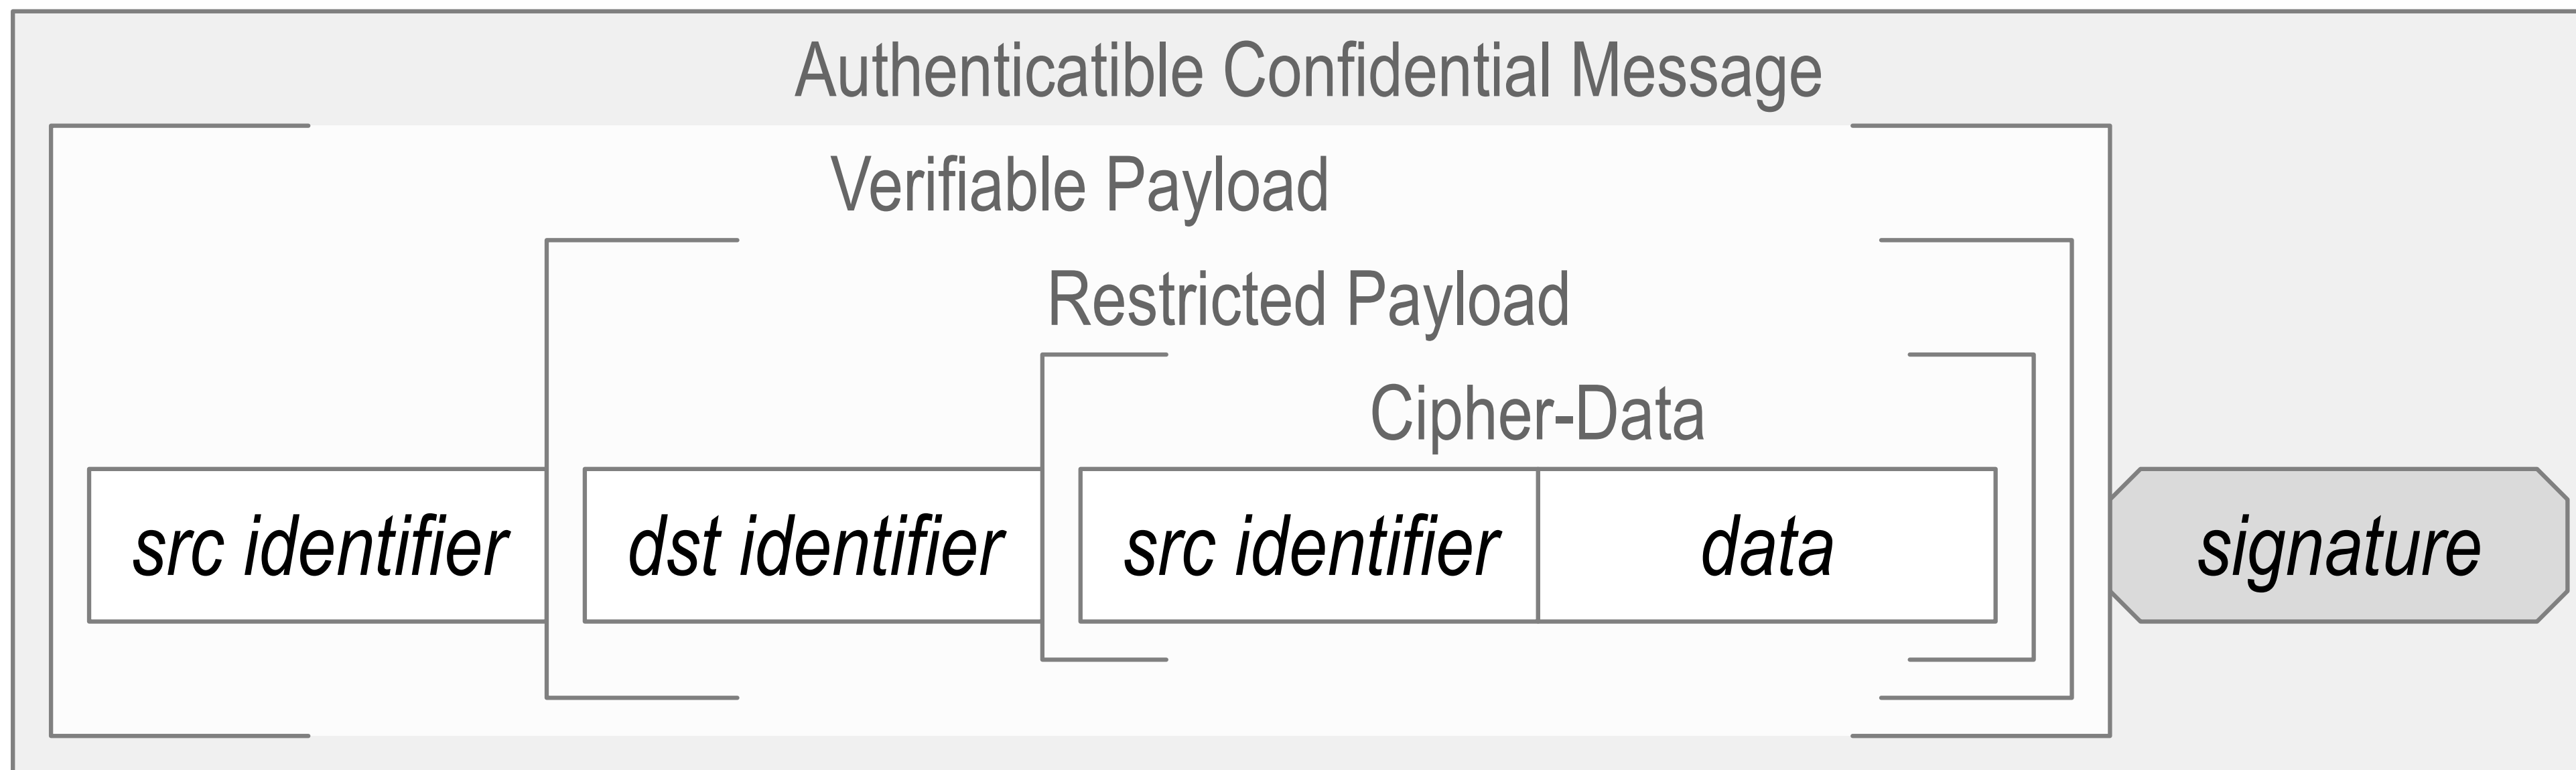 Authenticatible Confidential Message
Verifiable Payload
Restricted Payload
Cipher-Data
src identifier dst identifier src identifier data signature